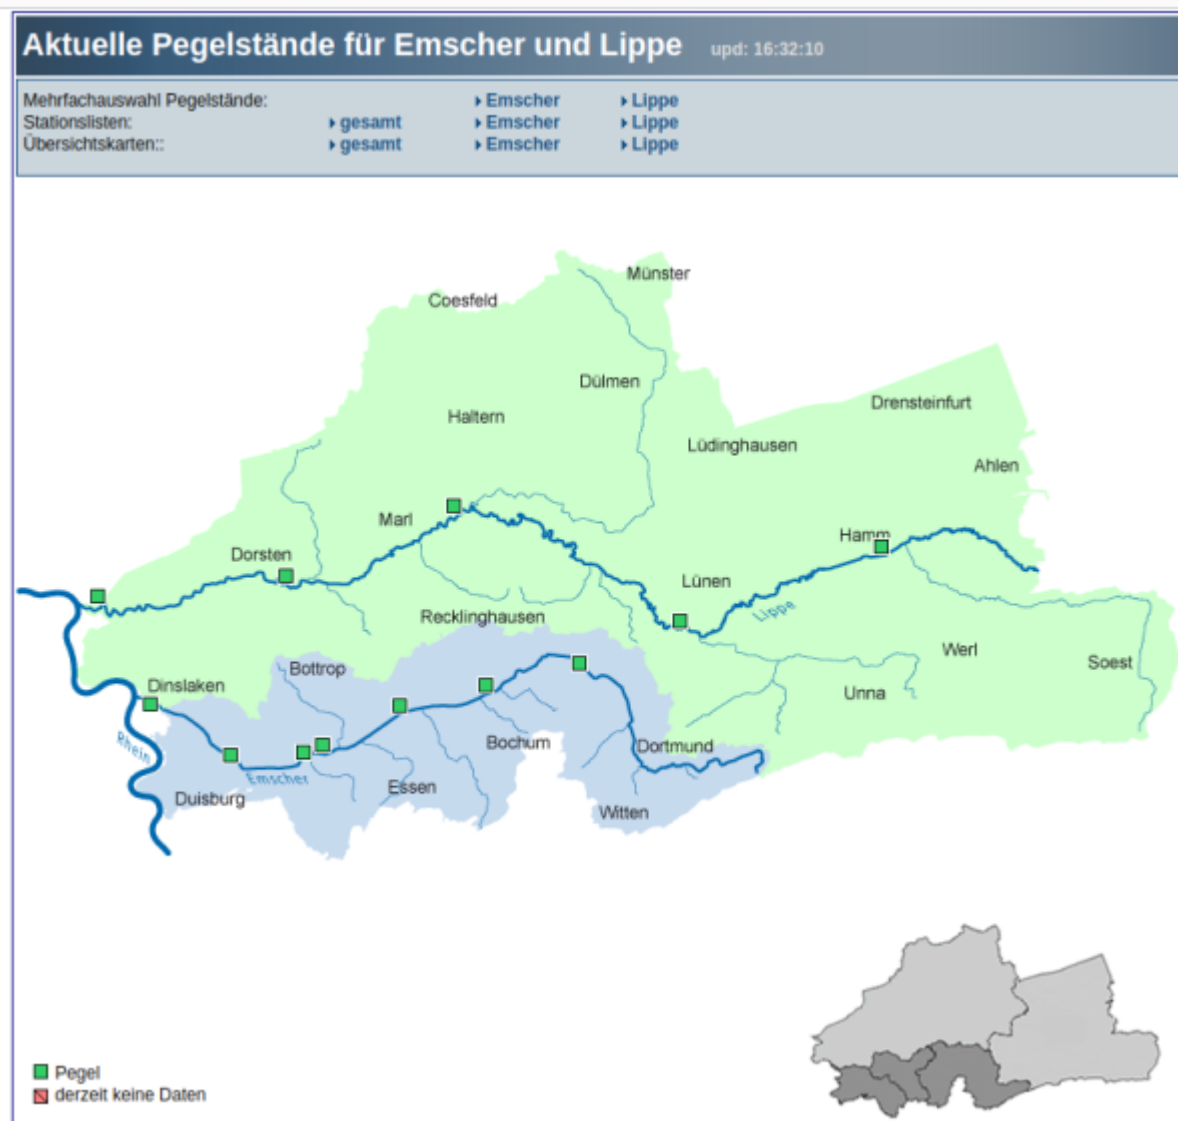 Aktuelle Pegelstände für Emscher und Lippe upd: 16:32:10
Mehrfachauswahl Pegelstände: Emscher Lippe
Stationslisten: gesamt Emscher Lippe
Übersichtskarten:: gesamt Emscher Lippe
Münster
Coesfeld
Dülmen
Drensteinfurt
Haltern
Lüdinghausen
Ahlen
Marl
Hamm
Dorsten
Lünen
Lippe
Recklinghausen
Werl
Soest
Bottrop
Dinslaken
Unna
Rhein
Bochum
Dortmund
Emscher
Essen
Duisburg
Witten
Pegel
derzeit keine Daten